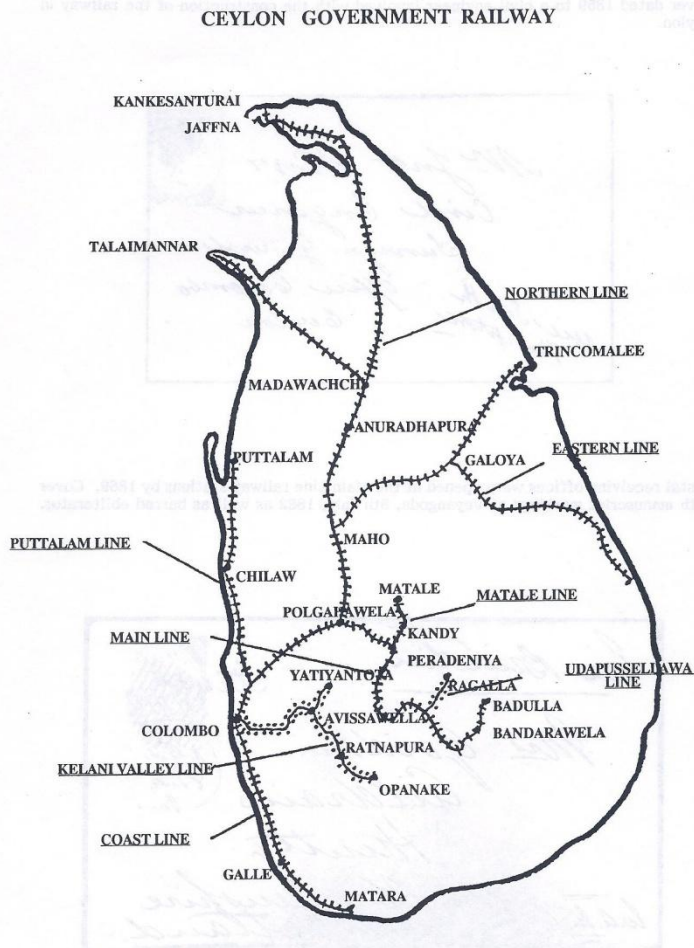 CEYLON GOVERNMENT RAILWAY
KANKESANTURAI
JAFFNA
TALAIMANNAR
NORTHERN LINE
TRINCOMALEE
MADAWACHCHI
ANURADHAPURA
PUTTALAM
GALOYA
EASTERN LINE
MAHO
PUTTALAM LINE
CHILAW
MATALE
MATALE LINE
POLGAHAWELA
KANDY
MAIN LINE
PERADENIYA
YATIYANTOTA
RAGALLA
UDAPUSSELLAWA
LINE
BADULLA
COLOMBO
AVISSAWELLA
BANDARAWELA
RATNAPURA
KELANI VALLEY LINE
OPANAKE
COAST LINE
GALLE
MATARA